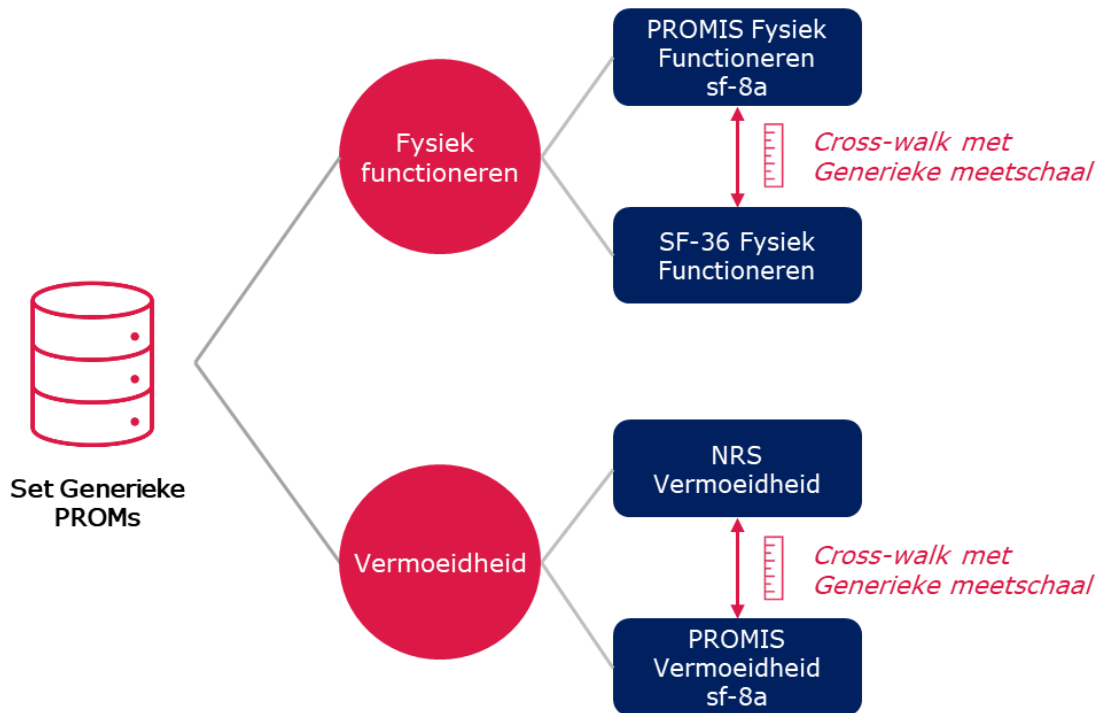 PROMIS Fysiek
Functioneren
sf-8a
Fysiek
functioneren
Cross-walk met
Generieke meetschaal
SF-36 Fysiek
Functioneren
Set Generieke
PROMs
NRS
Vermoeidheid
Vermoeidheid
Cross-walk met
Generieke meetschaal
PROMIS
Vermoeidheid
sf-8a